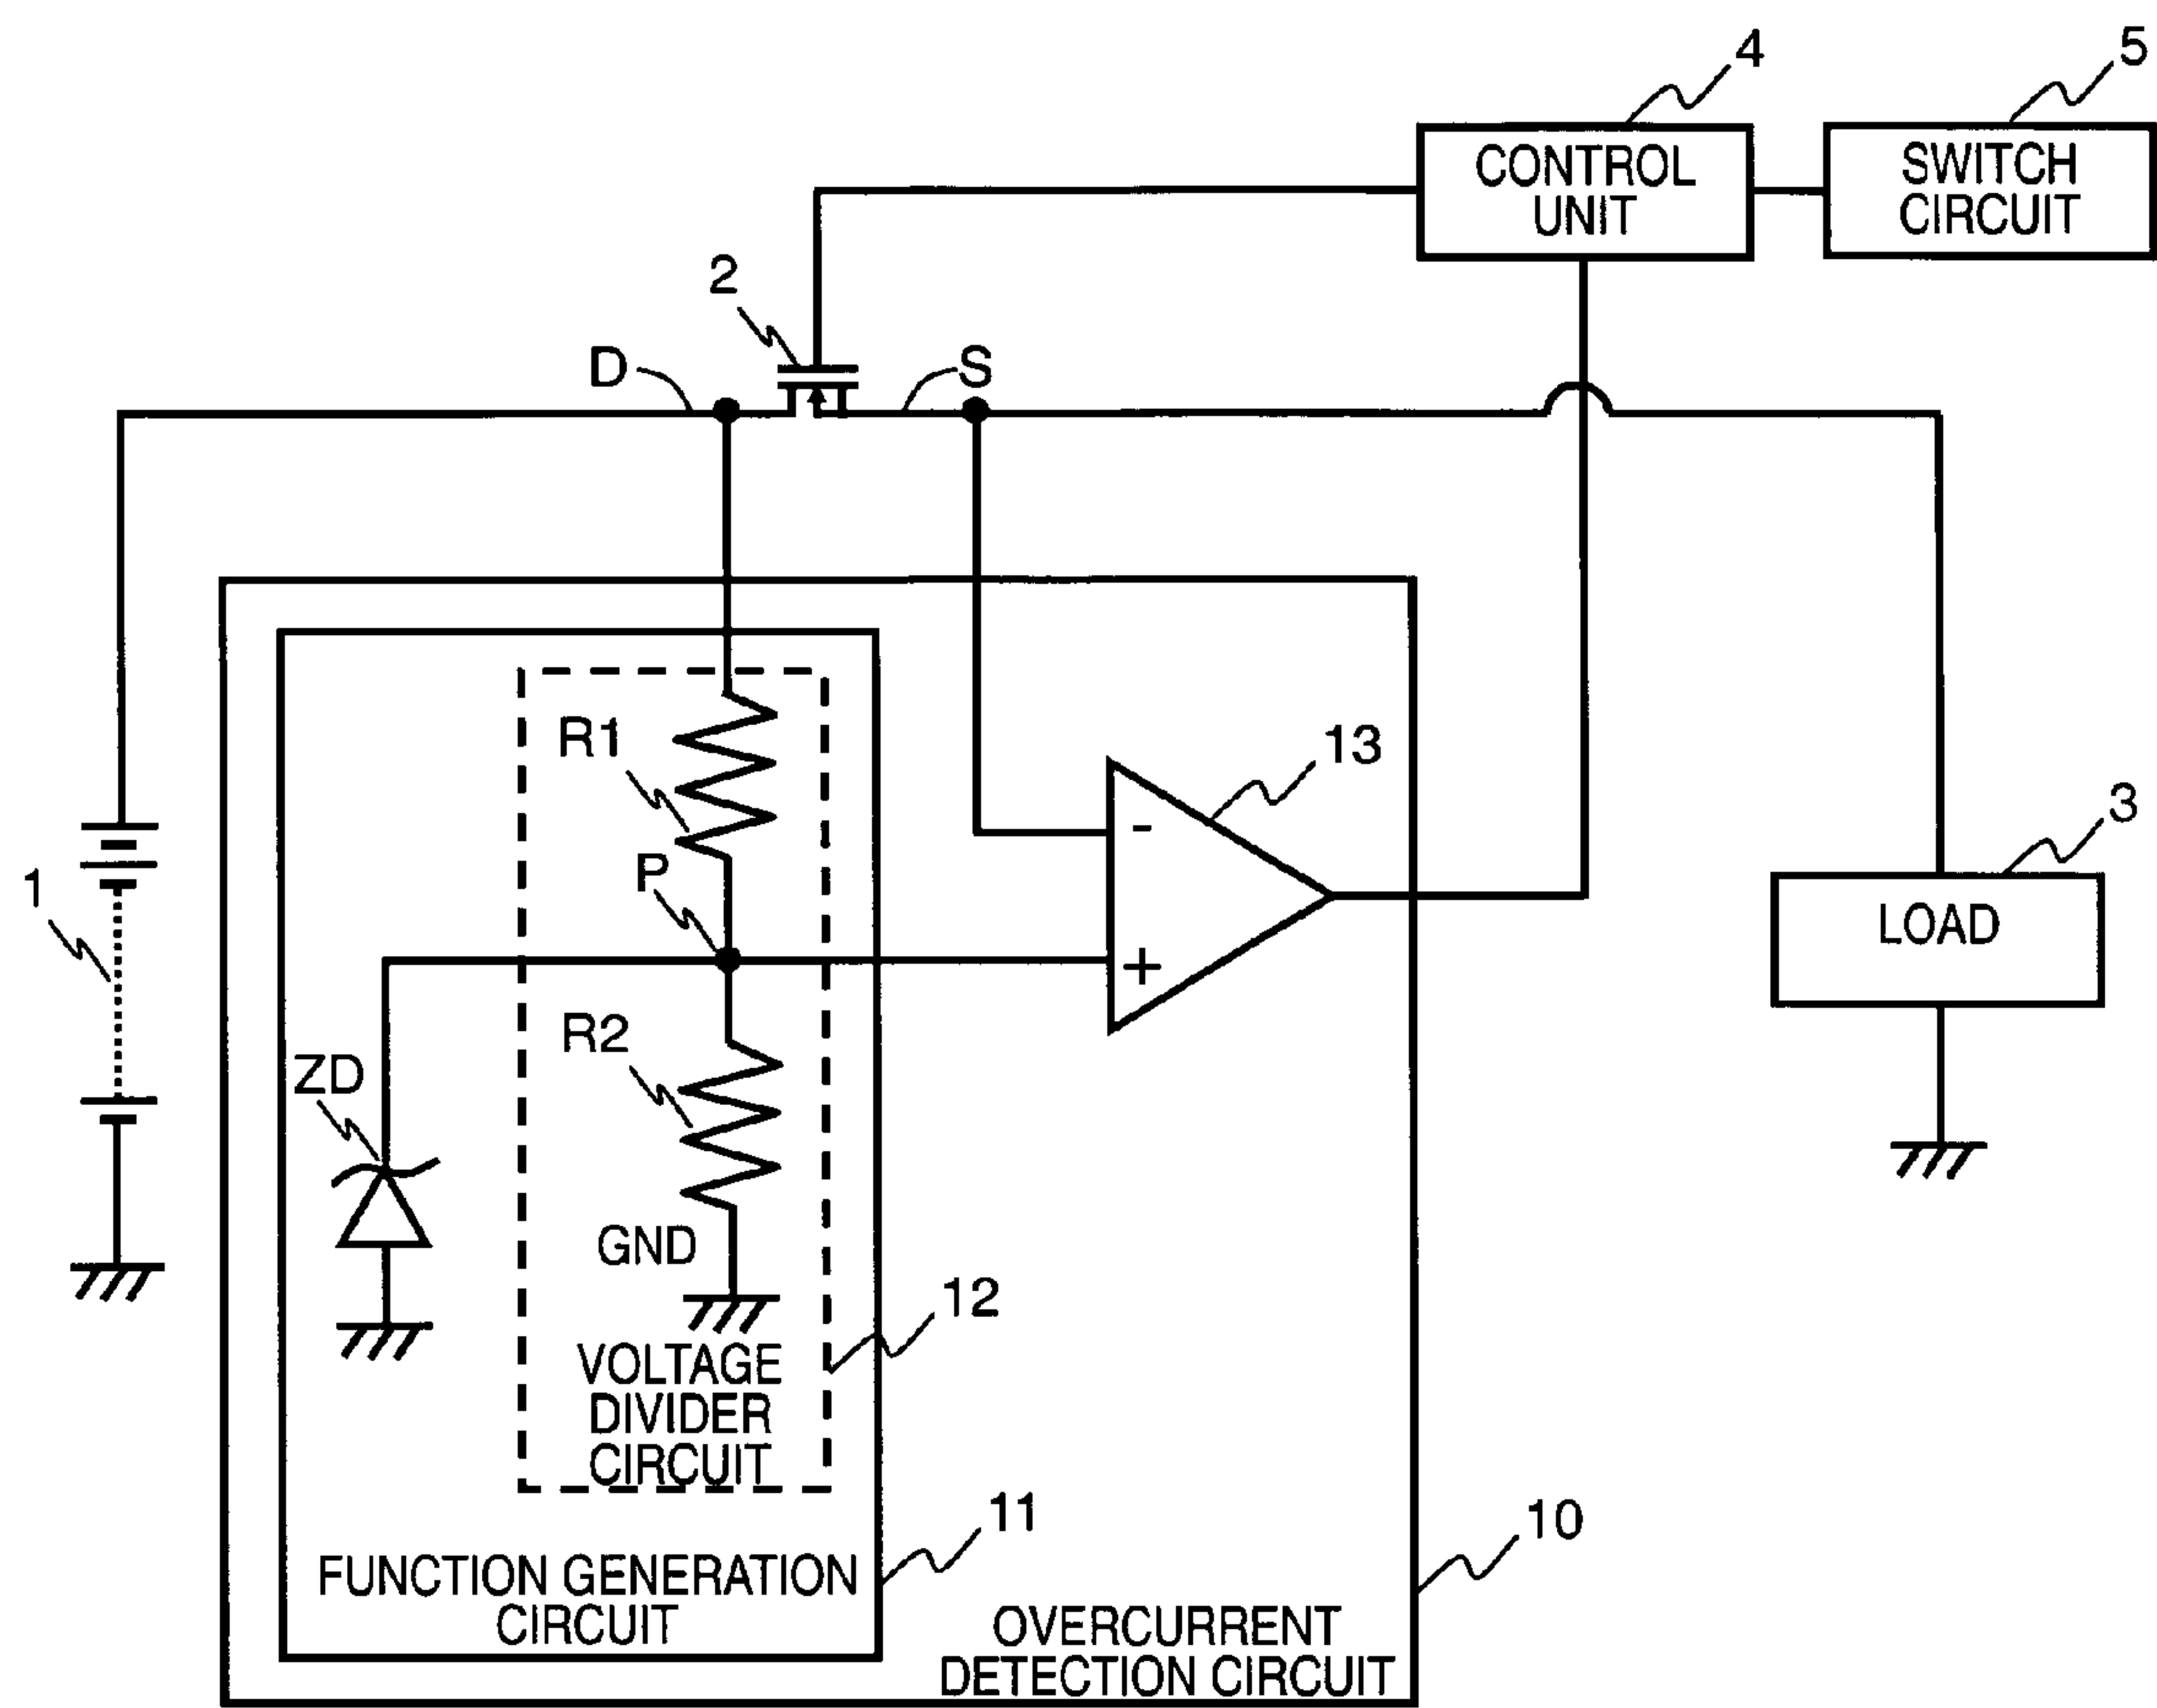 4
5
CONTROL
UNIT
SWITCH
CIRCUIT
2
D
S
R1
13
-
3
P
1
LOAD
+
R2
ZD
GND
12
VOLTAGE
DIVIDER
CIRCUIT
11
10
FUNCTION GENERATION
CIRCUIT
OVERCURRENT
DETECTION CIRCUIT